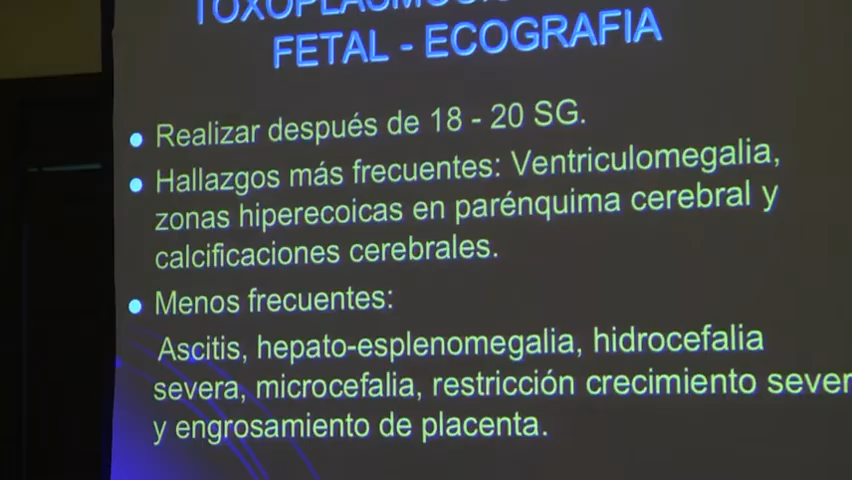 FETAL - ECOGRAFIA
● Realizar después de 18 - 20 SG.
● Hallazgos más frecuentes: Ventriculomegalia,
zonas hiperecoicas en parénquima cerebral y
calcificaciones cerebrales.
● Menos frecuentes:
Ascitis, hepato-esplenomegalia, hidrocefalia
severa, microcefalia, restricción crecimiento
y engrosamiento de placenta.